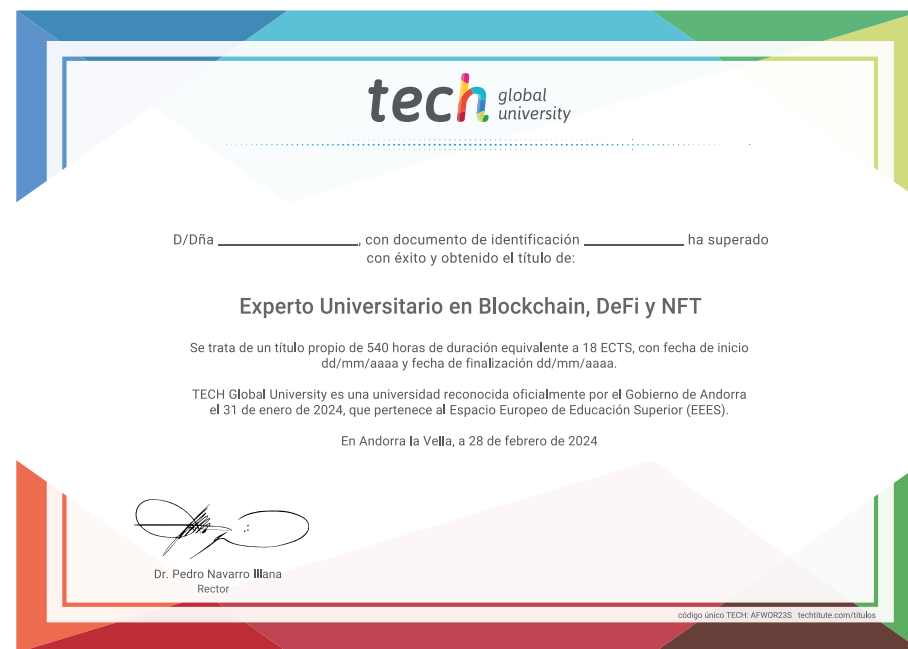 tech global university
D/Dña ____________, con documento de identificación ____________ ha superado
con éxito y obtenido el título de:
Experto Universitario en Blockchain, DeFi y NFT
Se trata de un título propio de 540 horas de duración equivalente a 18 ECTS, con fecha de inicio
dd/mm/aaaa y fecha de finalización dd/mm/aaaa.
TECH Global University es una universidad reconocida oficialmente por el Gobierno de Andorra
el 31 de enero de 2024, que pertenece al Espacio Europeo de Educación Superior (EEES).
En Andorra la Vella, a 28 de febrero de 2024
Dr. Pedro Navarro Illana
Rector
código único TECH: AFWOR23S techtitute.com/titulos